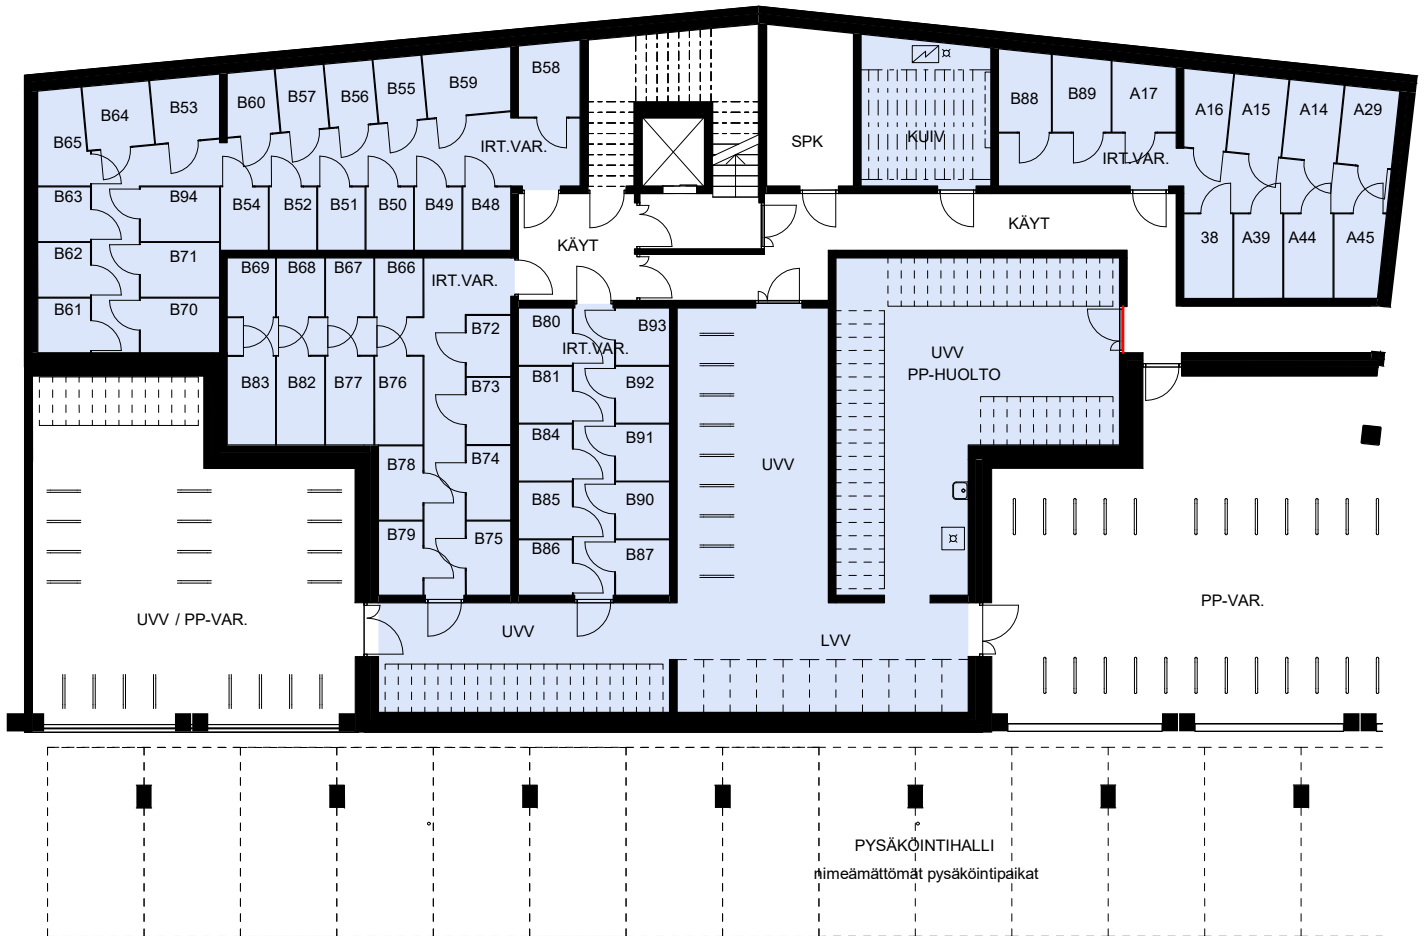 B65
B64
B53
B60
B57
B56
B55
B59
B58
IRT.VAR.
SPK
KUIV
B88
B89
A17
IRT.VAR.
A16
A15
A14
A29
B63
B94
B54
B52
B51
B50
B49
B48
KÄYT
KÄYT
38
A39
A44
A45
B62
B71
B61
B70
B69
B68
B67
B66
IRT.VAR.
B72
B83
B82
B77
B76
B73
B78
B74
B79
B75
B80
B93
IRT.VAR.
B81
B92
B84
B91
B85
B90
B86
B87
UVV
UVV
PP-HUOLTO
UVV / PP-VAR.
UVV
LVV
PP-VAR.
PYSÄKÖINTIHALLI
nimeämättömät pysäköintipaikat